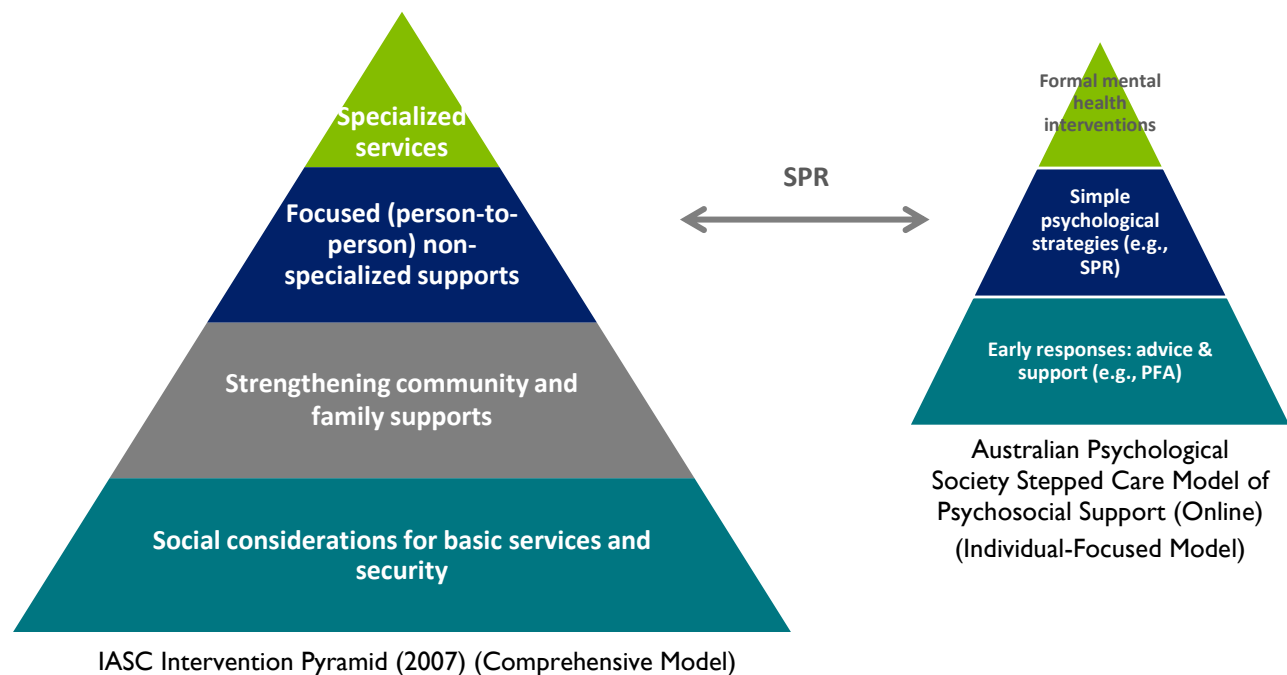 Specialized
services
Focused (person-to-
person) non-
specialized supports
Strengthening community and
family supports
Social considerations for basic services and
security
IASC Intervention Pyramid (2007) (Comprehensive Model)
SPR
Formal mental
health
interventions
Simple
psychological
strategies (e.g.,
SPR)
Early responses: advice &
support (e.g., PFA)
Australian Psychological
Society Stepped Care Model of
Psychosocial Support (Online)
(Individual-Focused Model)